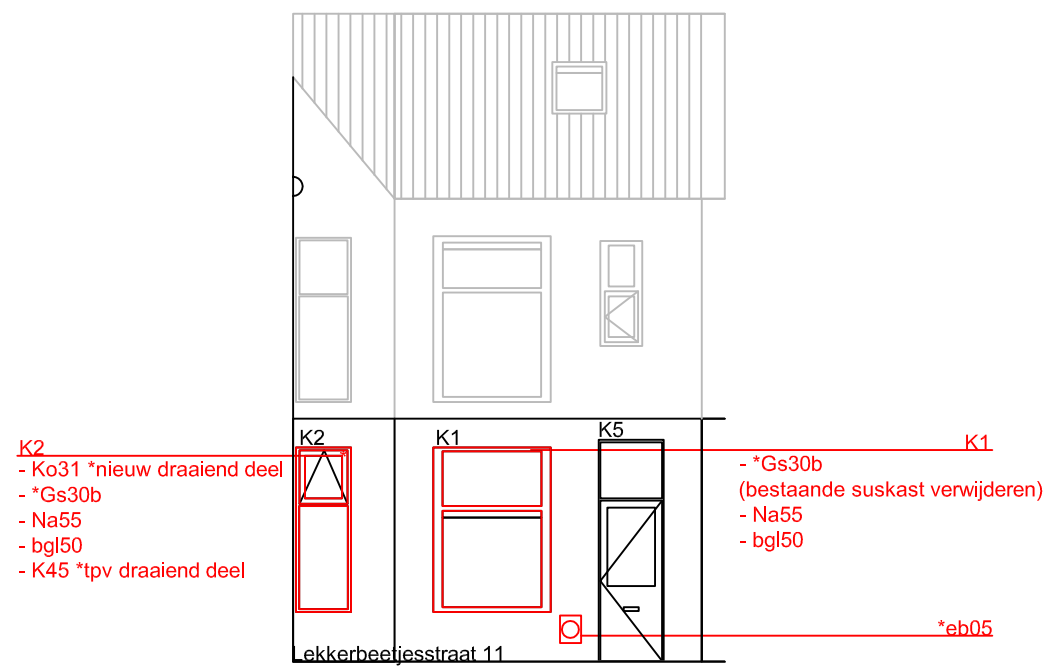 K2
K1
K5
K2
- Ko31 *nieuw draaiend deel
- *Gs30b
- Na55
- bgl50
- K45 *tpv draaiend deel
K1
- *Gs30b
(bestaande suskast verwijderen)
- Na55
- bgl50
*eb05
Lekkerbeetjesstraat 11